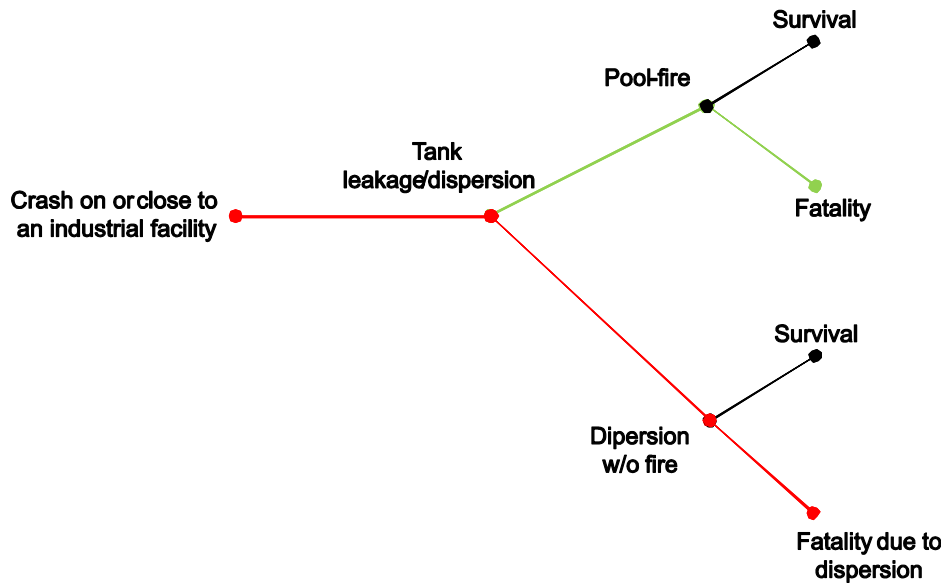 Survival
Pool-fire
Tank
leakage/dispersion
Crash on or close to
an industrial facility
Fatality
Survival
Dipersion
w/o fire
Fatality due to
dispersion